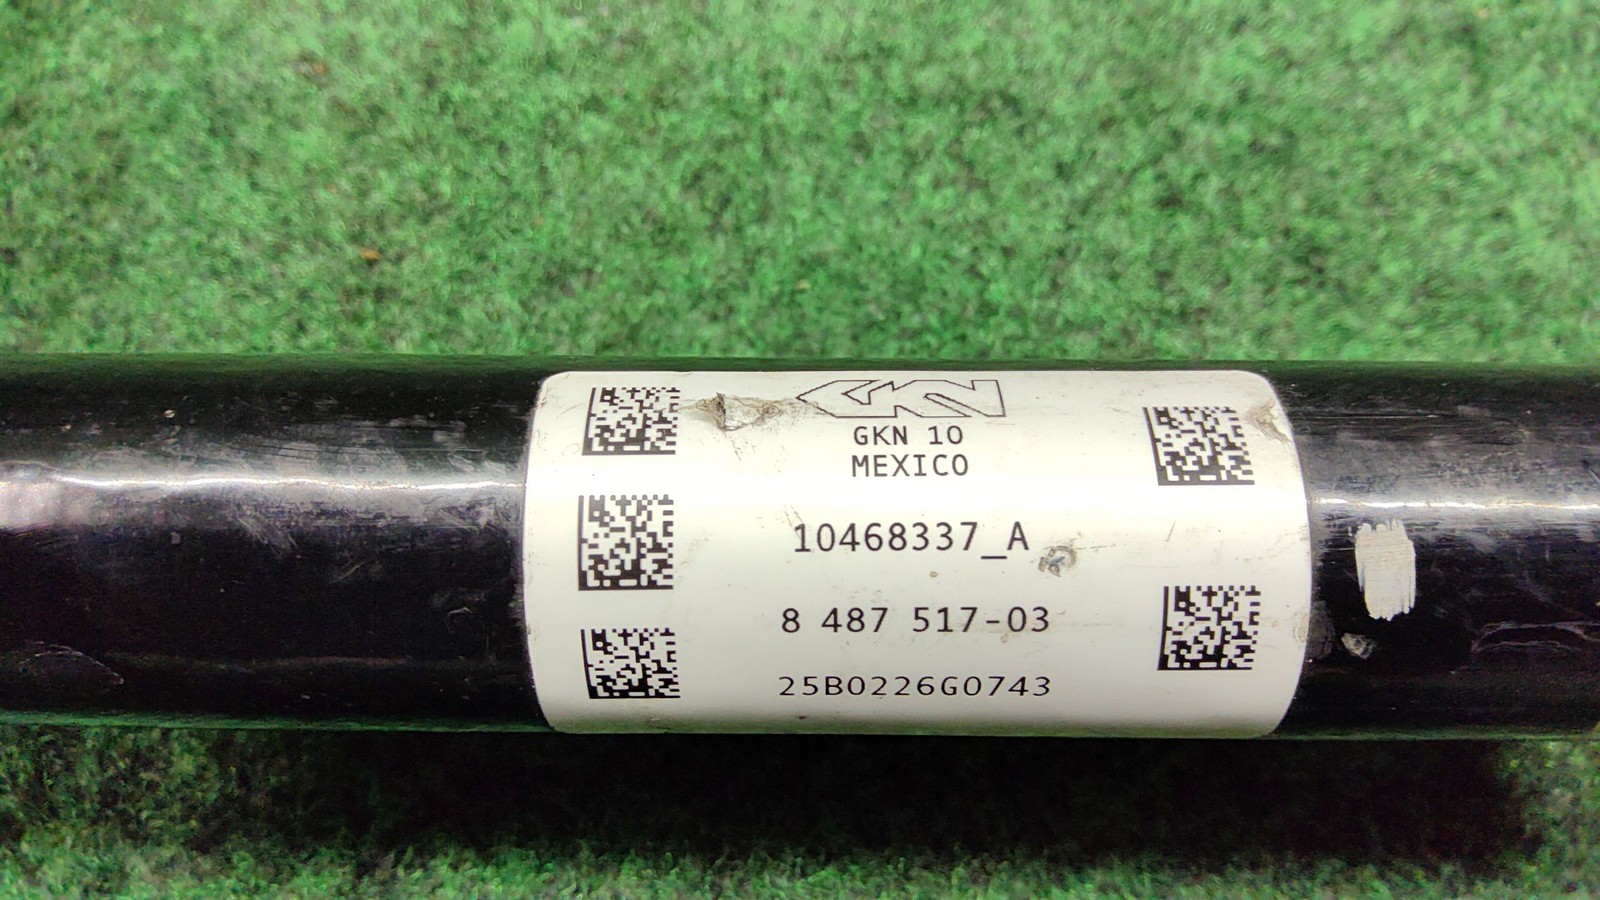 GKN
GKN 10
MEXICO
10468337_A
8 487 517-03
25B0226G0743